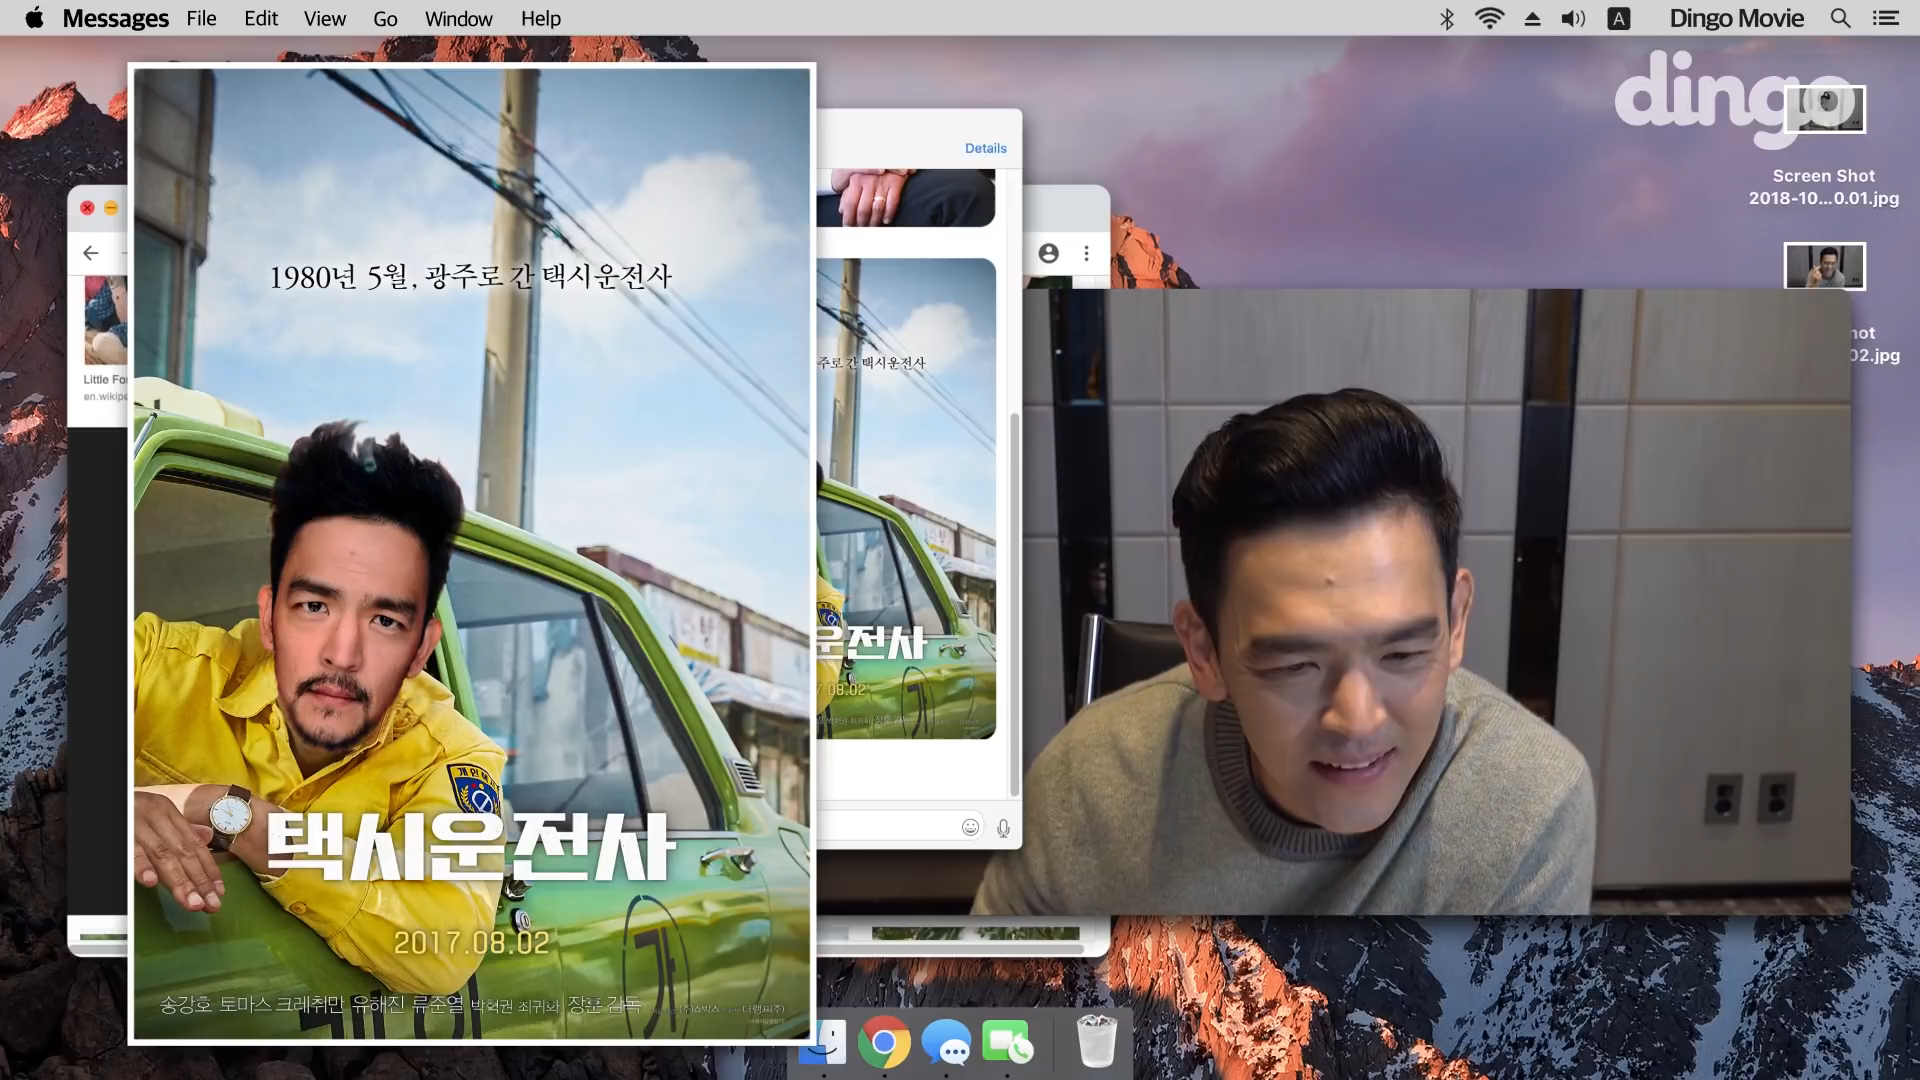 Messages File Edit View Go Window Help
A Dingo Movie
dingo
Screen Shot
2018-10...0.01.jpg
hot
02.jpg
Details
1980년 5월, 광주로 간 택시운전사
주로 간 택시운전사
Little Fo
en.wikipe
택시운전사
2017.08.02
송강호 토마스 크레취만 유해진 류준열 박혁권 최귀화 장훈 감독
운전사
7.08.02